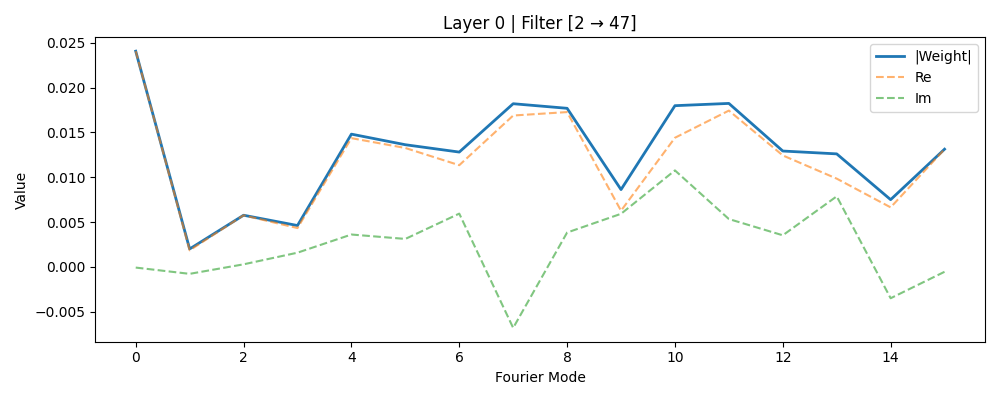 Layer 0 | Filter [2 → 47]
0.025
0.020
0.015
0.010
0.005
0.000
−0.005
Value
|Weight|
Re
Im
0 2 4 6 8 10 12 14
Fourier Mode